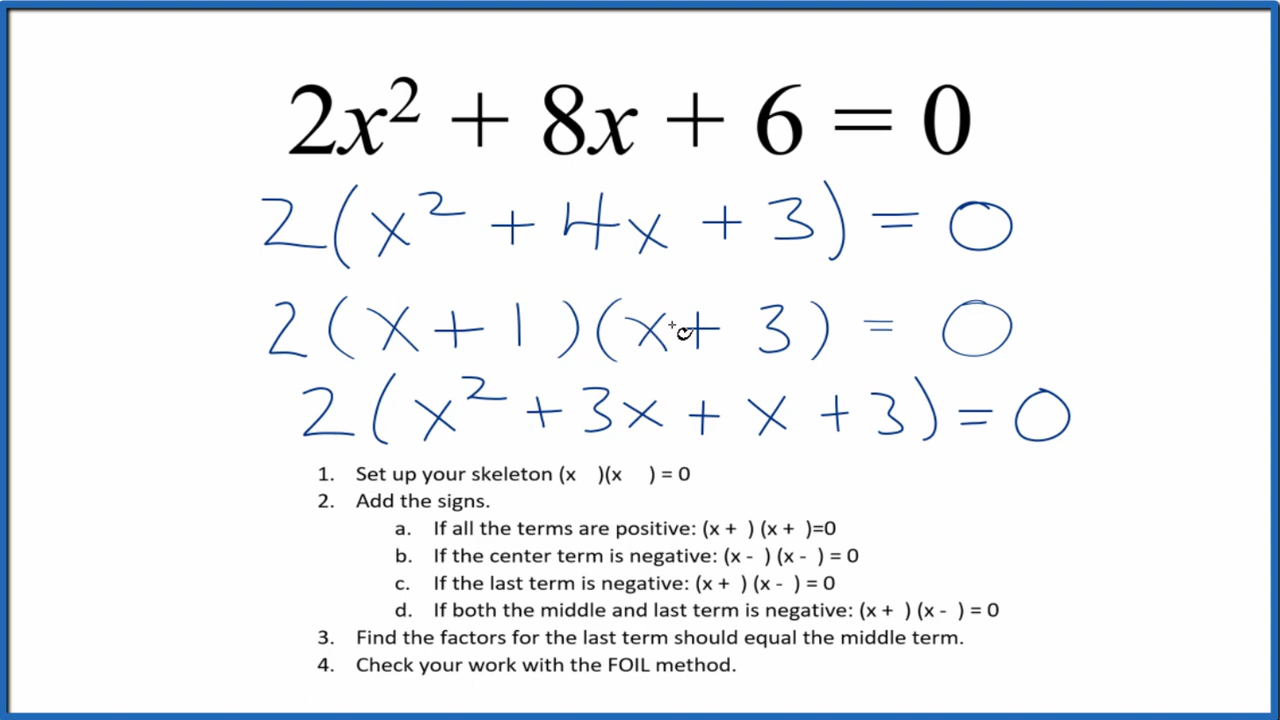 2x² + 8x + 6 = 0
2(x² + 4x + 3) = 0
2(x + 1)(x + 3) = 0
2(x² + 3x + x + 3) = 0
1. Set up your skeleton (x   )(x   ) = 0
2. Add the signs.
a. If all the terms are positive: (x +  ) (x +  )=0
b. If the center term is negative: (x -  ) (x -  ) = 0
c. If the last term is negative: (x +  ) (x -  ) = 0
d. If both the middle and last term is negative: (x +  ) (x -  ) = 0
3. Find the factors for the last term should equal the middle term.
4. Check your work with the FOIL method.